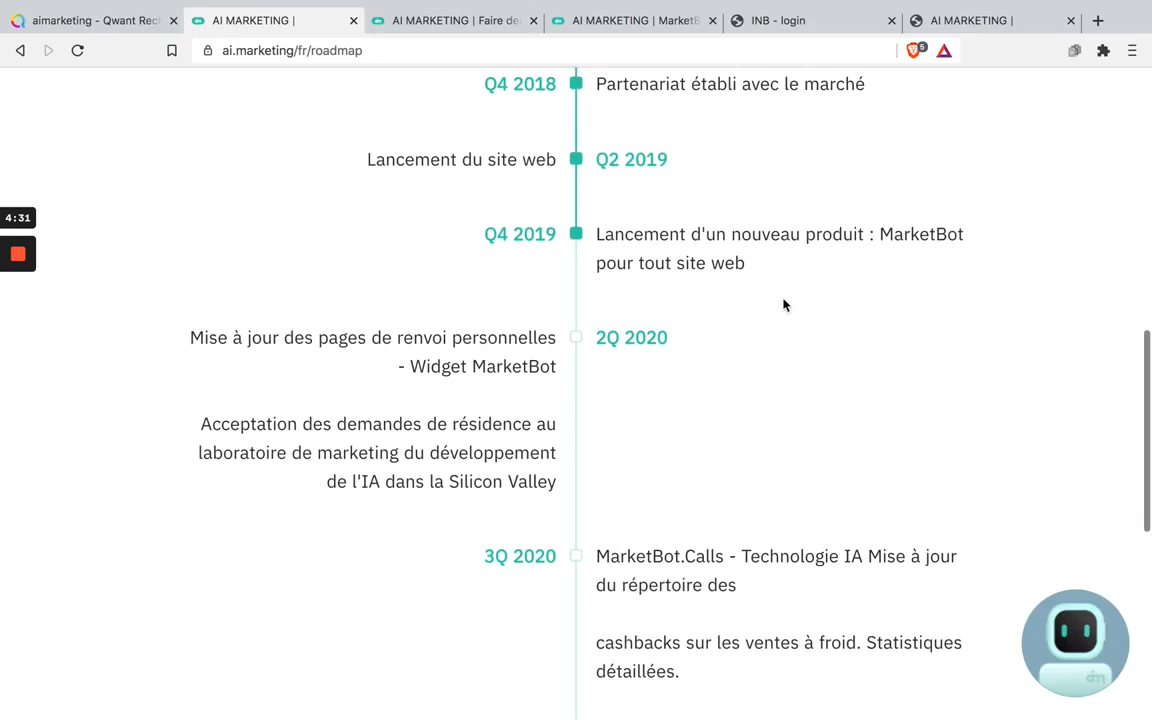 aimarketing - Qwant Rec
AI MARKETING |
AI MARKETING | Faire de
AI MARKETING | MarketB
INB - login
AI MARKETING |
ai.marketing/fr/roadmap
5
Q4 2018
Partenariat établi avec le marché
Lancement du site web
Q2 2019
4:31
Q4 2019
Lancement d'un nouveau produit : MarketBot
pour tout site web
Mise à jour des pages de renvoi personnelles
- Widget MarketBot
2Q 2020
Acceptation des demandes de résidence au
laboratoire de marketing du développement
de l'IA dans la Silicon Valley
3Q 2020
MarketBot.Calls - Technologie IA Mise à jour
du répertoire des
cashbacks sur les ventes à froid. Statistiques
détaillées.